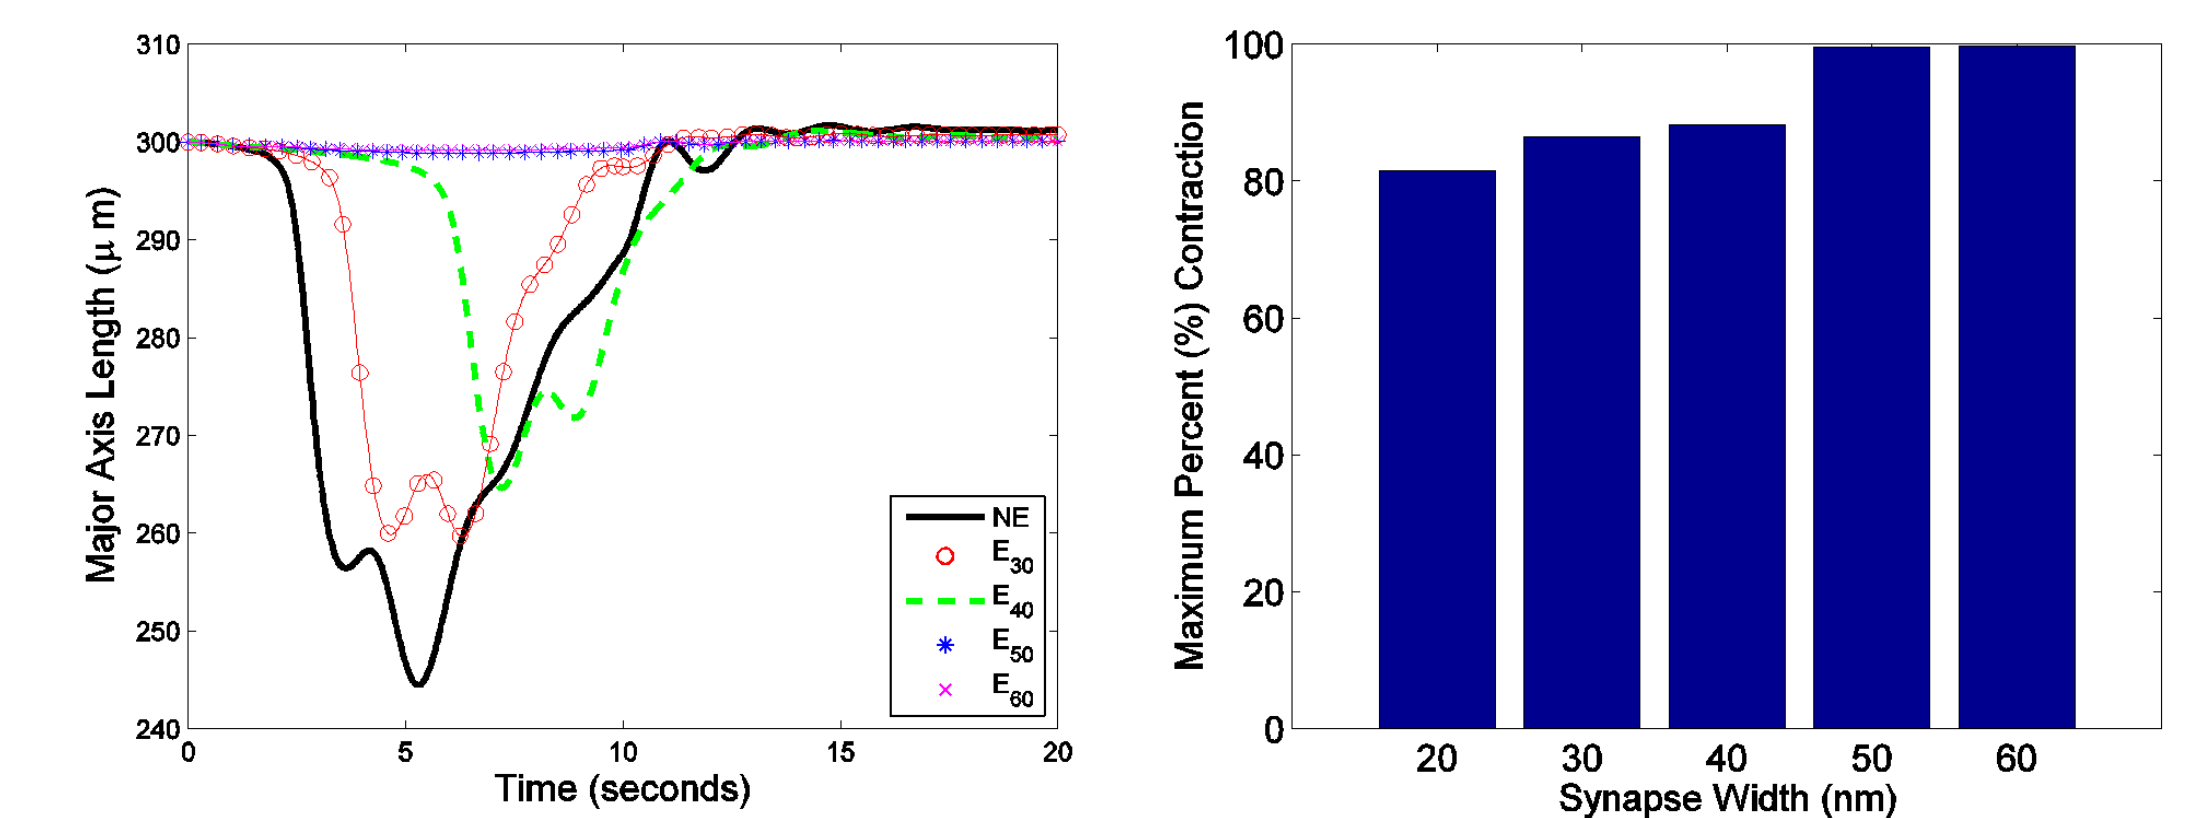 310
300
290
280
270
260
250
240
Major Axis Length (μ m)
0 5 10 15 20
Time (seconds)
NE
E30
E40
E50
E60
100
80
60
40
20
0
Maximum Percent (%) Contraction
20 30 40 50 60
Synapse Width (nm)